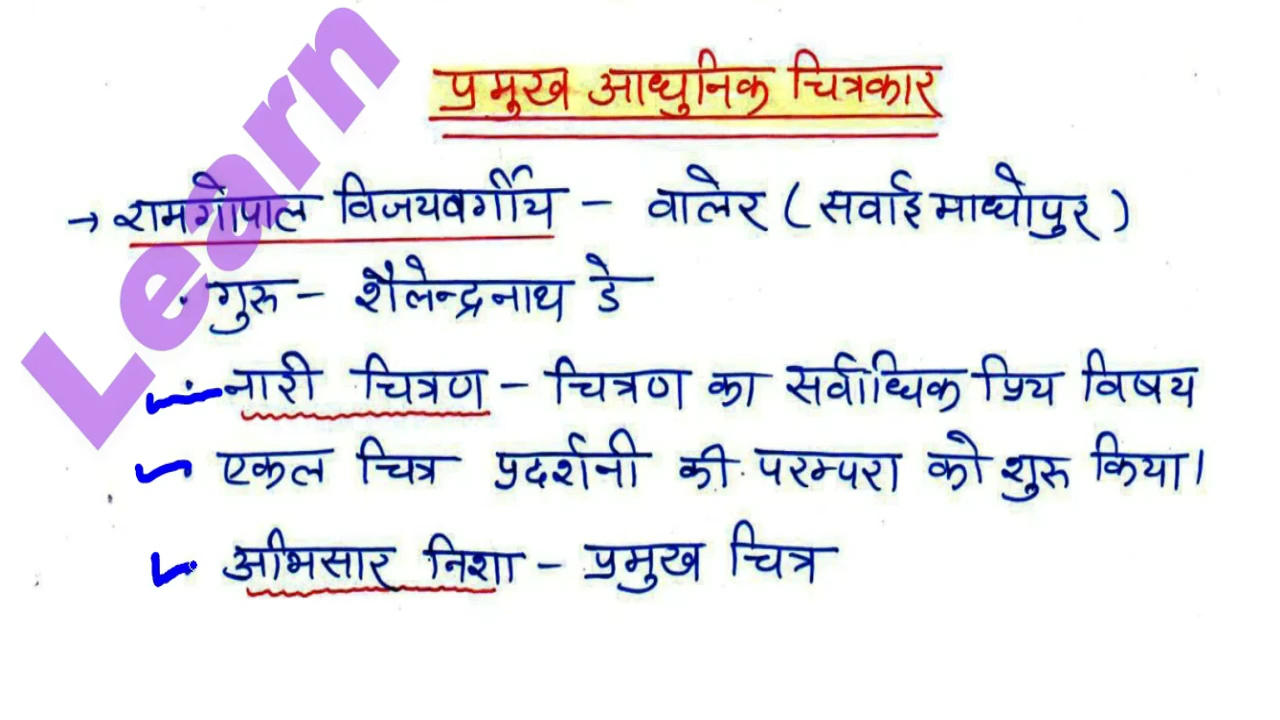 प्रमुख आधुनिक चित्रकार
→ रामगोपाल विजयवर्गीय - वालेर (सवाई माधोपुर)
• गुरु - शैलेन्द्रनाथ डे
• नारी चित्रण - चित्रण का सर्वाधिक प्रिय विषय
एकल चित्र प्रदर्शनी की परम्परा को शुरू किया।
अभिसार निशा - प्रमुख चित्र
Learn